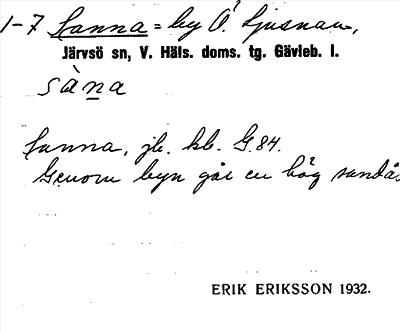 1-7 Sanna = by Ö. Ljusnan,
Järvsö sn, V. Häls. doms. tg. Gävleb. l.
sàna
Sanna, jb. kb. G.84.
Genom byn går en hög sandås
ERIK ERIKSSON 1932.